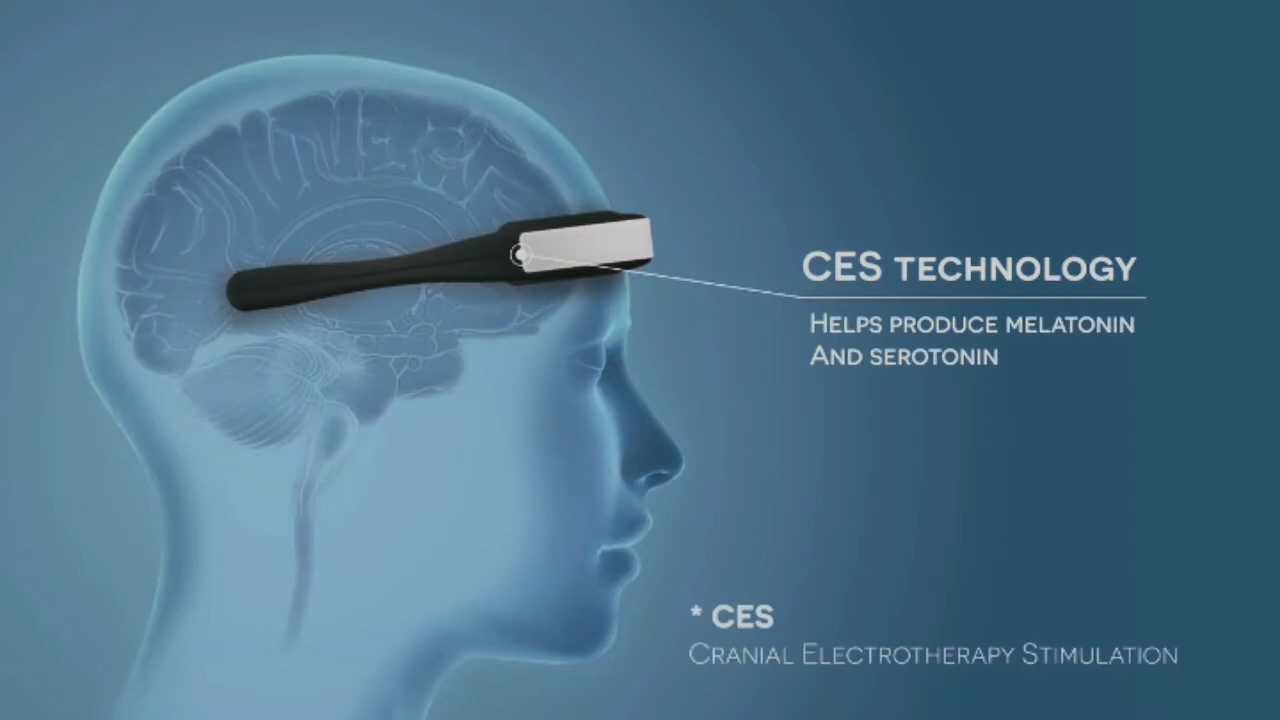 CES TECHNOLOGY
HELPS PRODUCE MELATONIN
AND SEROTONIN
* CES
CRANIAL ELECTROTHERAPY STIMULATION